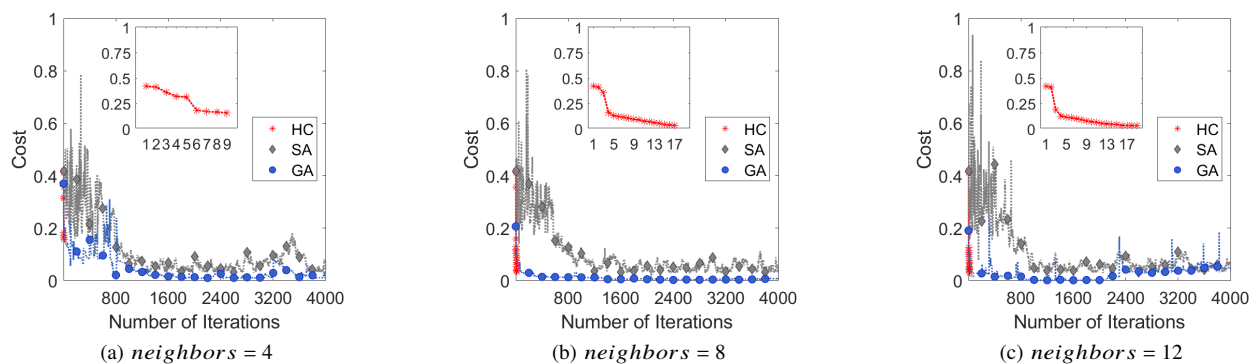 1
0.8
0.6
0.4
0.2
0
Cost
1
0.75
0.5
0.25
0
1 2 3 4 5 6 7 8 9
HC
SA
GA
800 1600 2400 3200 4000
Number of Iterations
(a) neighbors = 4
1
0.8
0.6
0.4
0.2
0
Cost
1
0.75
0.5
0.25
0
1 5 9 13 17
HC
SA
GA
800 1600 2400 3200 4000
Number of Iterations
(b) neighbors = 8
1
0.8
0.6
0.4
0.2
0
Cost
1
0.75
0.5
0.25
0
1 5 9 13 17
HC
SA
GA
800 1600 2400 3200 4000
Number of Iterations
(c) neighbors = 12